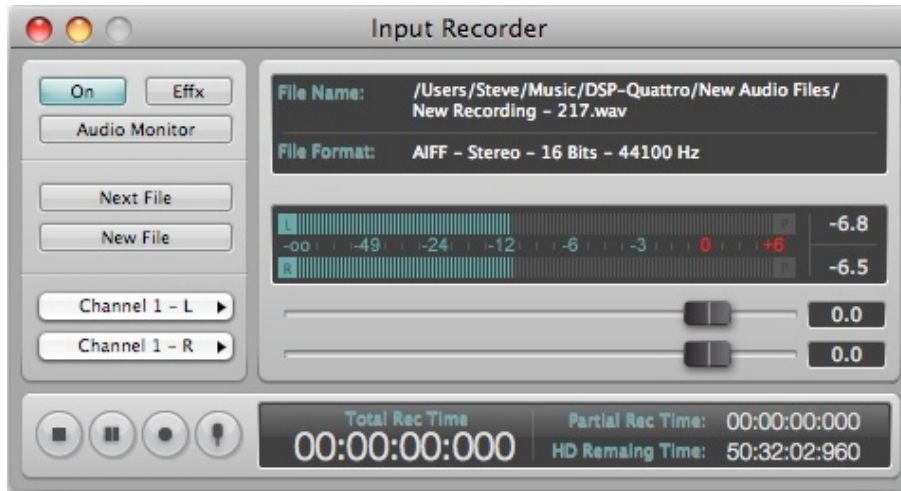 Input Recorder
On
Effx
Audio Monitor
Next File
New File
Channel 1 - L
Channel 1 - R
File Name: /Users/Steve/Music/DSP-Quattro/New Audio Files/
New Recording - 217.wav
File Format: AIFF - Stereo - 16 Bits - 44100 Hz
L P -6.8
-oo -49 -24 -12 -6 -3 0 +6
R P -6.5
0.0
0.0
Total Rec Time
00:00:00:000
Partial Rec Time: 00:00:00:000
HD Remaing Time: 50:32:02:960